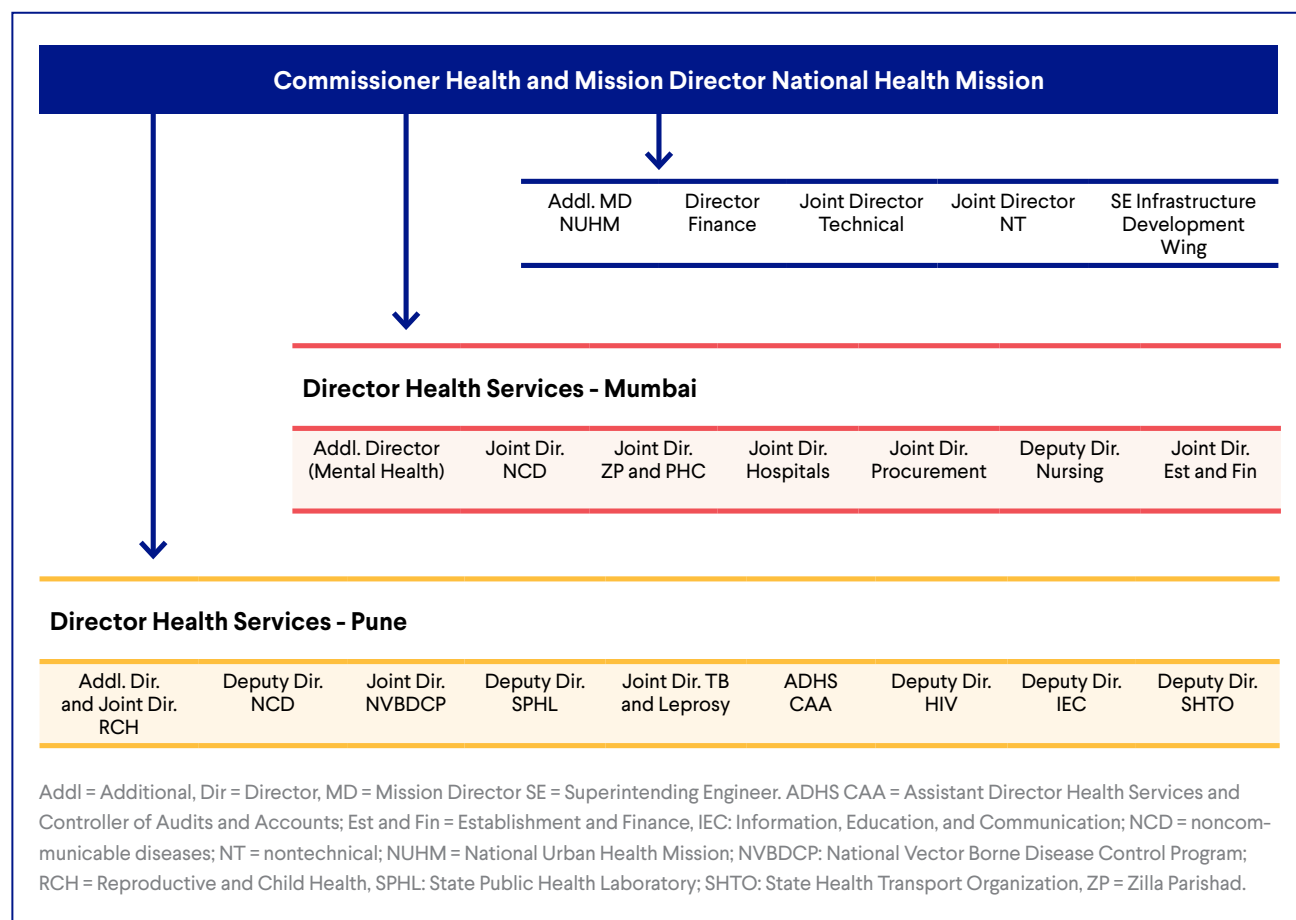 Commissioner Health and Mission Director National Health Mission
Addl. MD
NUHM
Director
Finance
Joint Director
Technical
Joint Director
NT
SE Infrastructure
Development
Wing
Director Health Services - Mumbai
Addl. Director
(Mental Health)
Joint Dir.
NCD
Joint Dir.
ZP and PHC
Joint Dir.
Hospitals
Joint Dir.
Procurement
Deputy Dir.
Nursing
Joint Dir.
Est and Fin
Director Health Services - Pune
Addl. Dir.
and Joint Dir.
RCH
Deputy Dir.
NCD
Joint Dir.
NVBDCP
Deputy Dir.
SPHL
Joint Dir. TB
and Leprosy
ADHS
CAA
Deputy Dir.
HIV
Deputy Dir.
IEC
Deputy Dir.
SHTO
Addl = Additional, Dir = Director, MD = Mission Director SE = Superintending Engineer. ADHS CAA = Assistant Director Health Services and
Controller of Audits and Accounts; Est and Fin = Establishment and Finance, IEC: Information, Education, and Communication; NCD = noncom-
municable diseases; NT = nontechnical; NUHM = National Urban Health Mission; NVBDCP: National Vector Borne Disease Control Program;
RCH = Reproductive and Child Health, SPHL: State Public Health Laboratory; SHTO: State Health Transport Organization, ZP = Zilla Parishad.